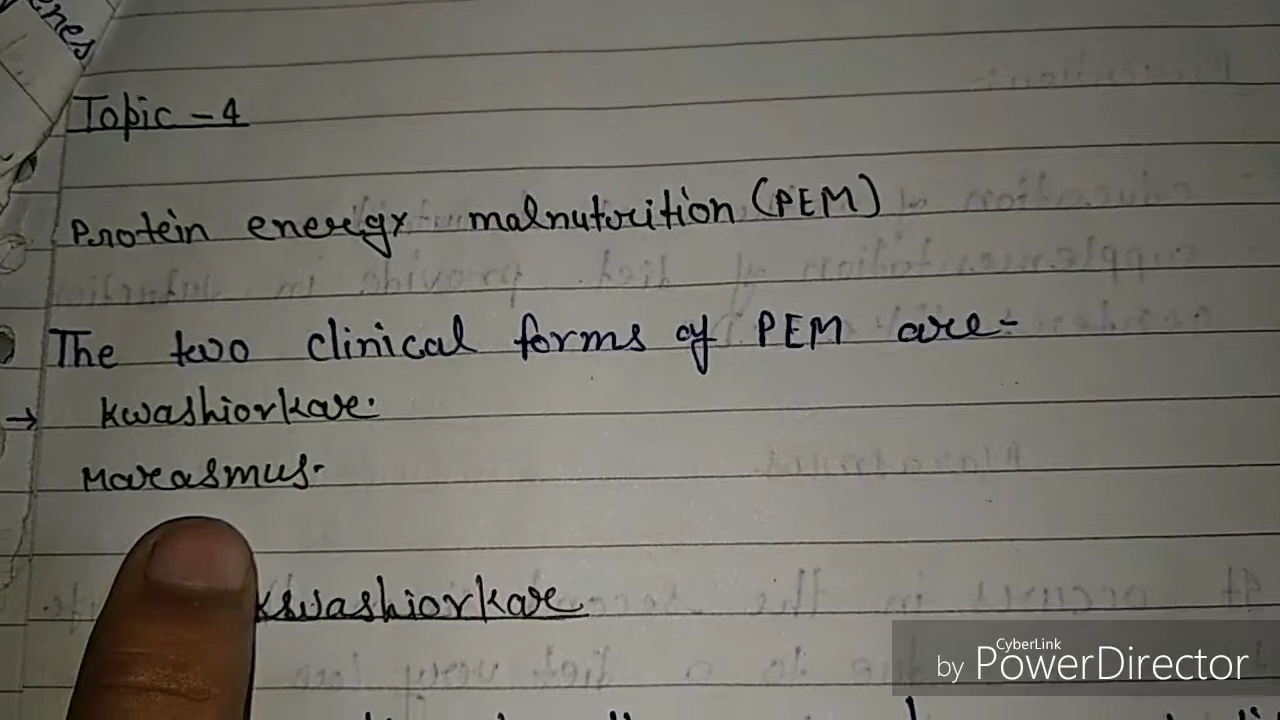 enes
Topic - 4
Protein energy malnutrition (PEM)
The two clinical forms of PEM are-
→ Kwashiorkar.
Marasmus.
Kwashiorkar
CyberLink
by PowerDirector